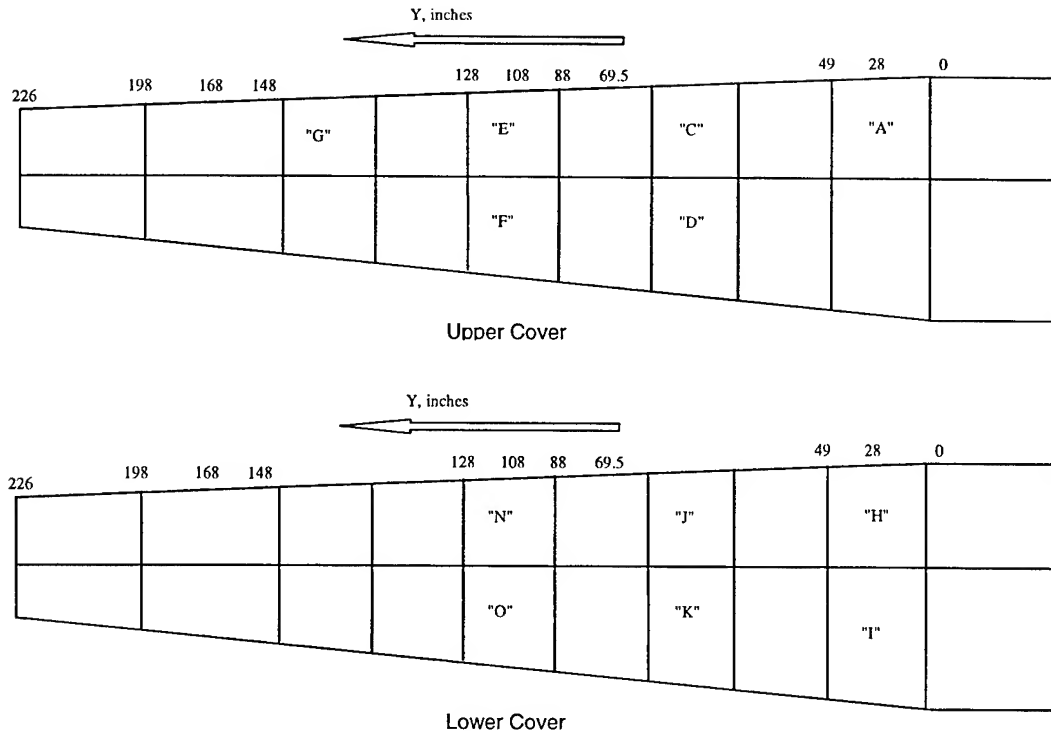 Y, inches
226 198 168 148 128 108 88 69.5 49 28 0
"G" "E" "C" "A"
"F" "D"
Upper Cover
Y, inches
226 198 168 148 128 108 88 69.5 49 28 0
"N" "J" "H"
"O" "K" "I"
Lower Cover